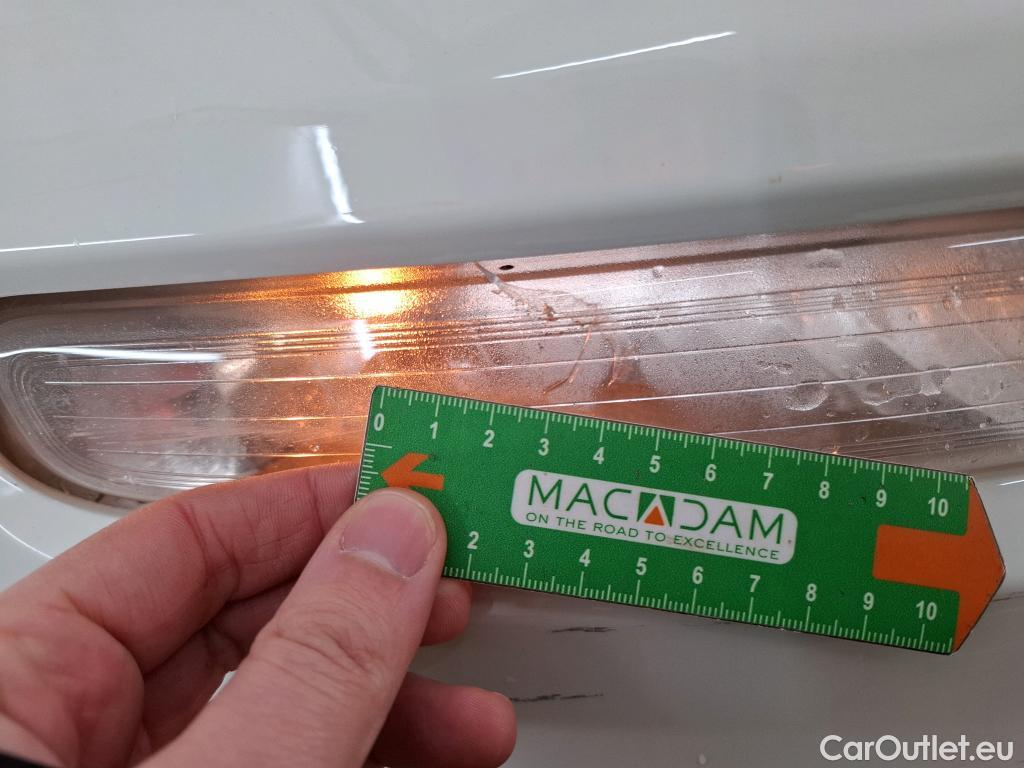 0 1 2 3 4 5 6 7 8 9 10
MACADAM
ON THE ROAD TO EXCELLENCE
2 3 4 5 6 7 8 9 10
CarOutlet.eu